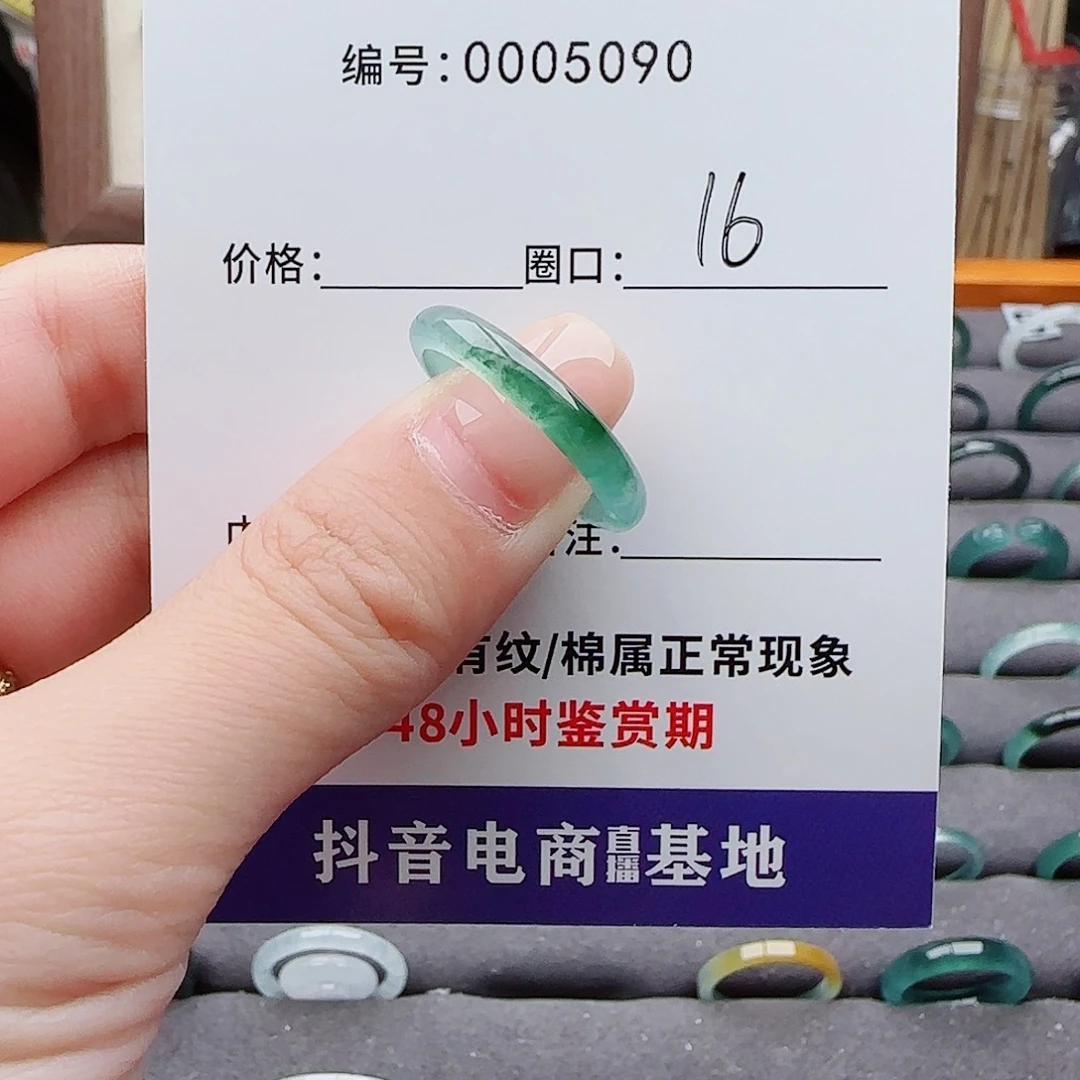 编号:0005090
价格: 圈口: 16
注:
有纹/棉属正常现象
48小时鉴赏期
抖音电商直播基地